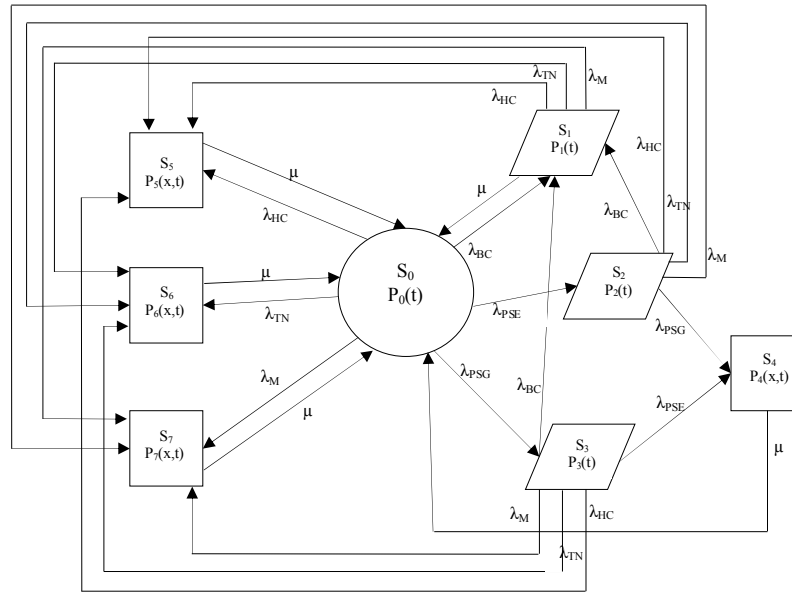 λTN
λM
λHC
S1
P1(t)
S5
P5(x,t)
μ
μ
λHC
λHC
λBC
λTN
λBC
λM
S0
P0(t)
S2
P2(t)
S6
P6(x,t)
μ
λTN
λPSE
λPSG
S4
P4(x,t)
λM
λPSG
λBC
λPSE
μ
S7
P7(x,t)
S3
P3(t)
μ
λM
λHC
λTN